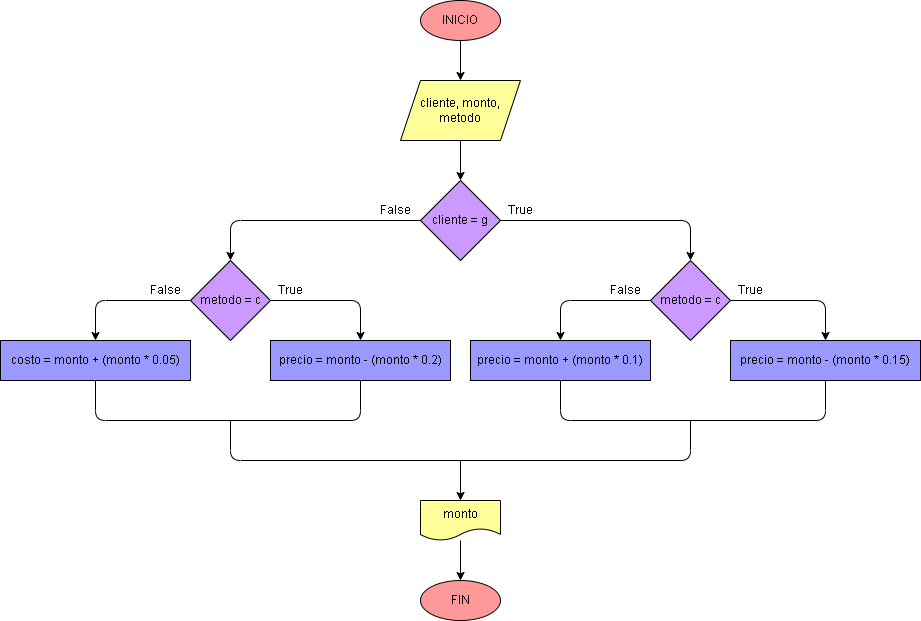 INICIO
cliente, monto,
metodo
False
cliente = g
True
False
metodo = c
True
False
metodo = c
True
costo = monto + (monto * 0.05)
precio = monto - (monto * 0.2)
precio = monto + (monto * 0.1)
precio = monto - (monto * 0.15)
monto
FIN